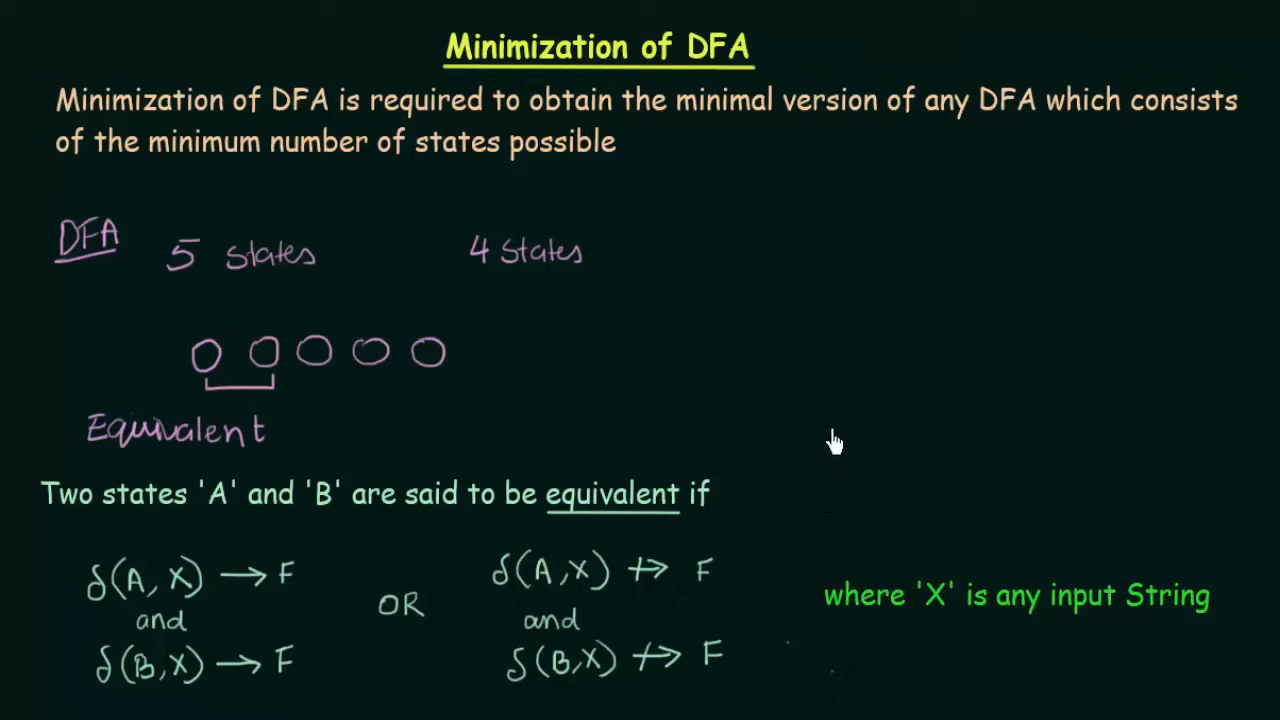 Minimization of DFA
Minimization of DFA is required to obtain the minimal version of any DFA which consists
of the minimum number of states possible
DFA 5 States 4 States
Equivalent
Two states 'A' and 'B' are said to be equivalent if
δ(A, X) → F
and
δ(B, X) → F
OR
δ(A, X) ↛ F
and
δ(B, X) ↛ F
where 'X' is any input String